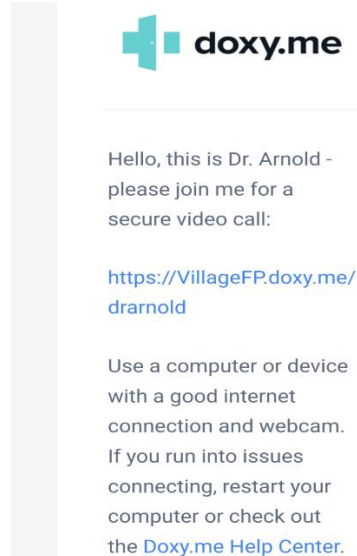 doxy.me
Hello, this is Dr. Arnold -
please join me for a
secure video call:
https://VillageFP.doxy.me/
drarnold
Use a computer or device
with a good internet
connection and webcam.
If you run into issues
connecting, restart your
computer or check out
the Doxy.me Help Center.